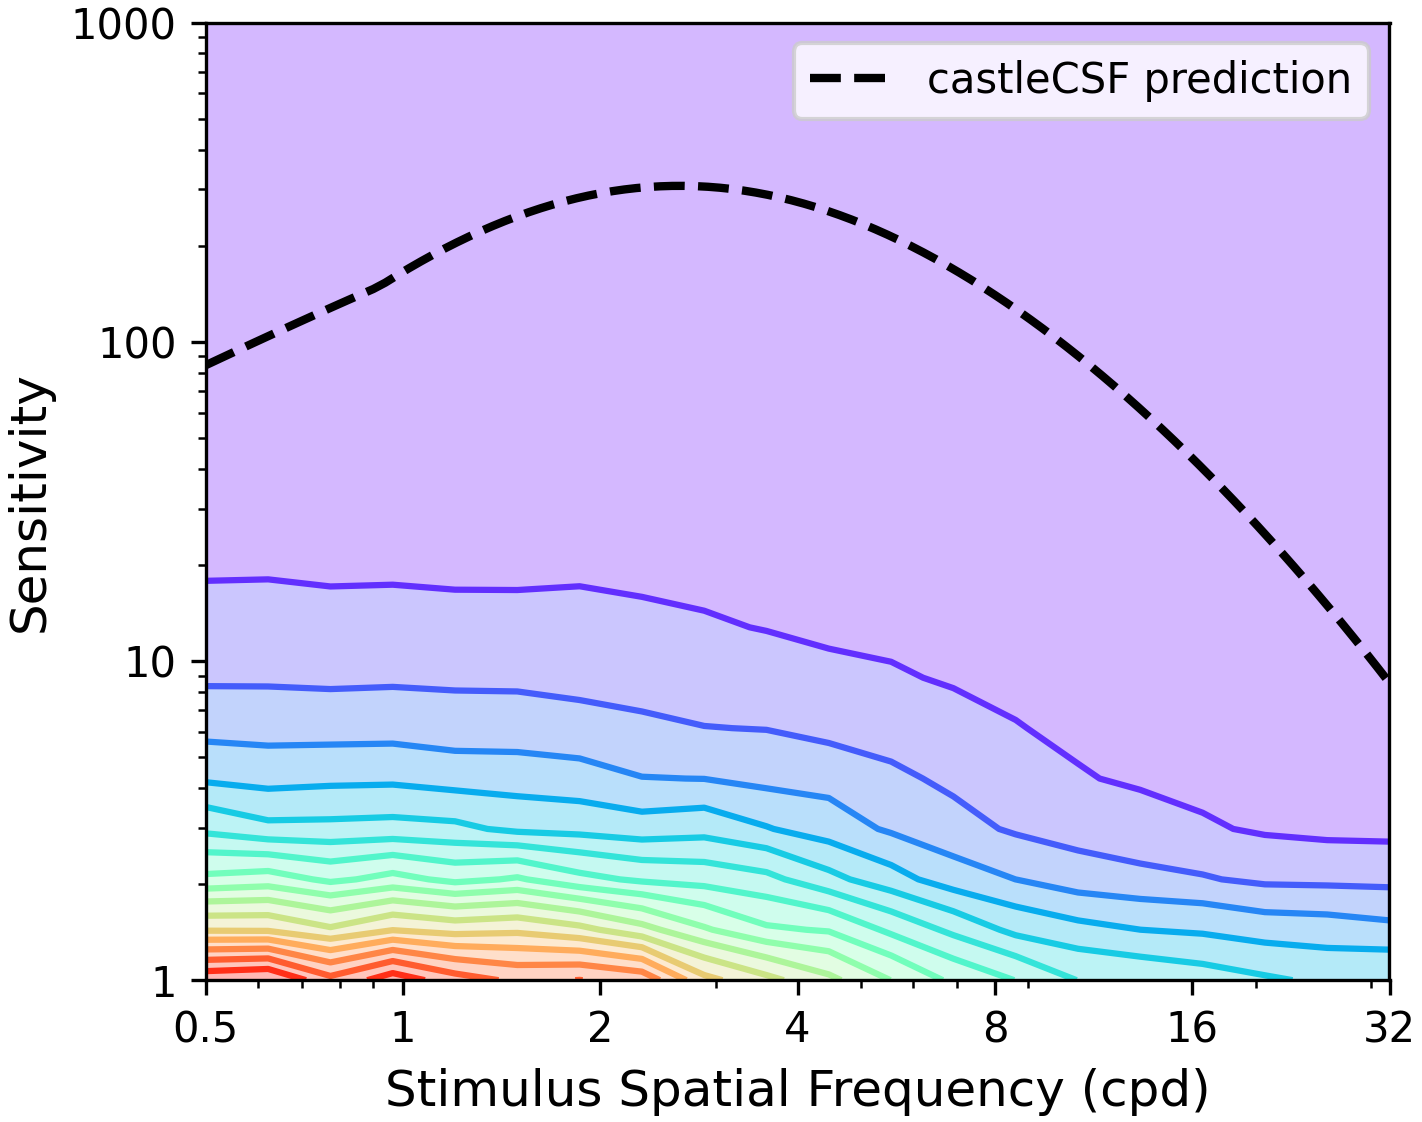 1000
castleCSF prediction
100
Sensitivity
10
1
0.5 1 2 4 8 16 32
Stimulus Spatial Frequency (cpd)